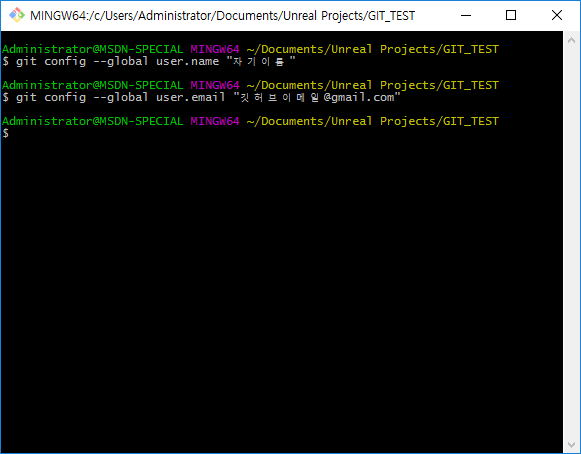 MINGW64:/c/Users/Administrator/Documents/Unreal Projects/GIT_TEST
Administrator@MSDN-SPECIAL MINGW64 ~/Documents/Unreal Projects/GIT_TEST
$ git config --global user.name "자기이름"
Administrator@MSDN-SPECIAL MINGW64 ~/Documents/Unreal Projects/GIT_TEST
$ git config --global user.email "깃허브이메일@gmail.com"
Administrator@MSDN-SPECIAL MINGW64 ~/Documents/Unreal Projects/GIT_TEST
$